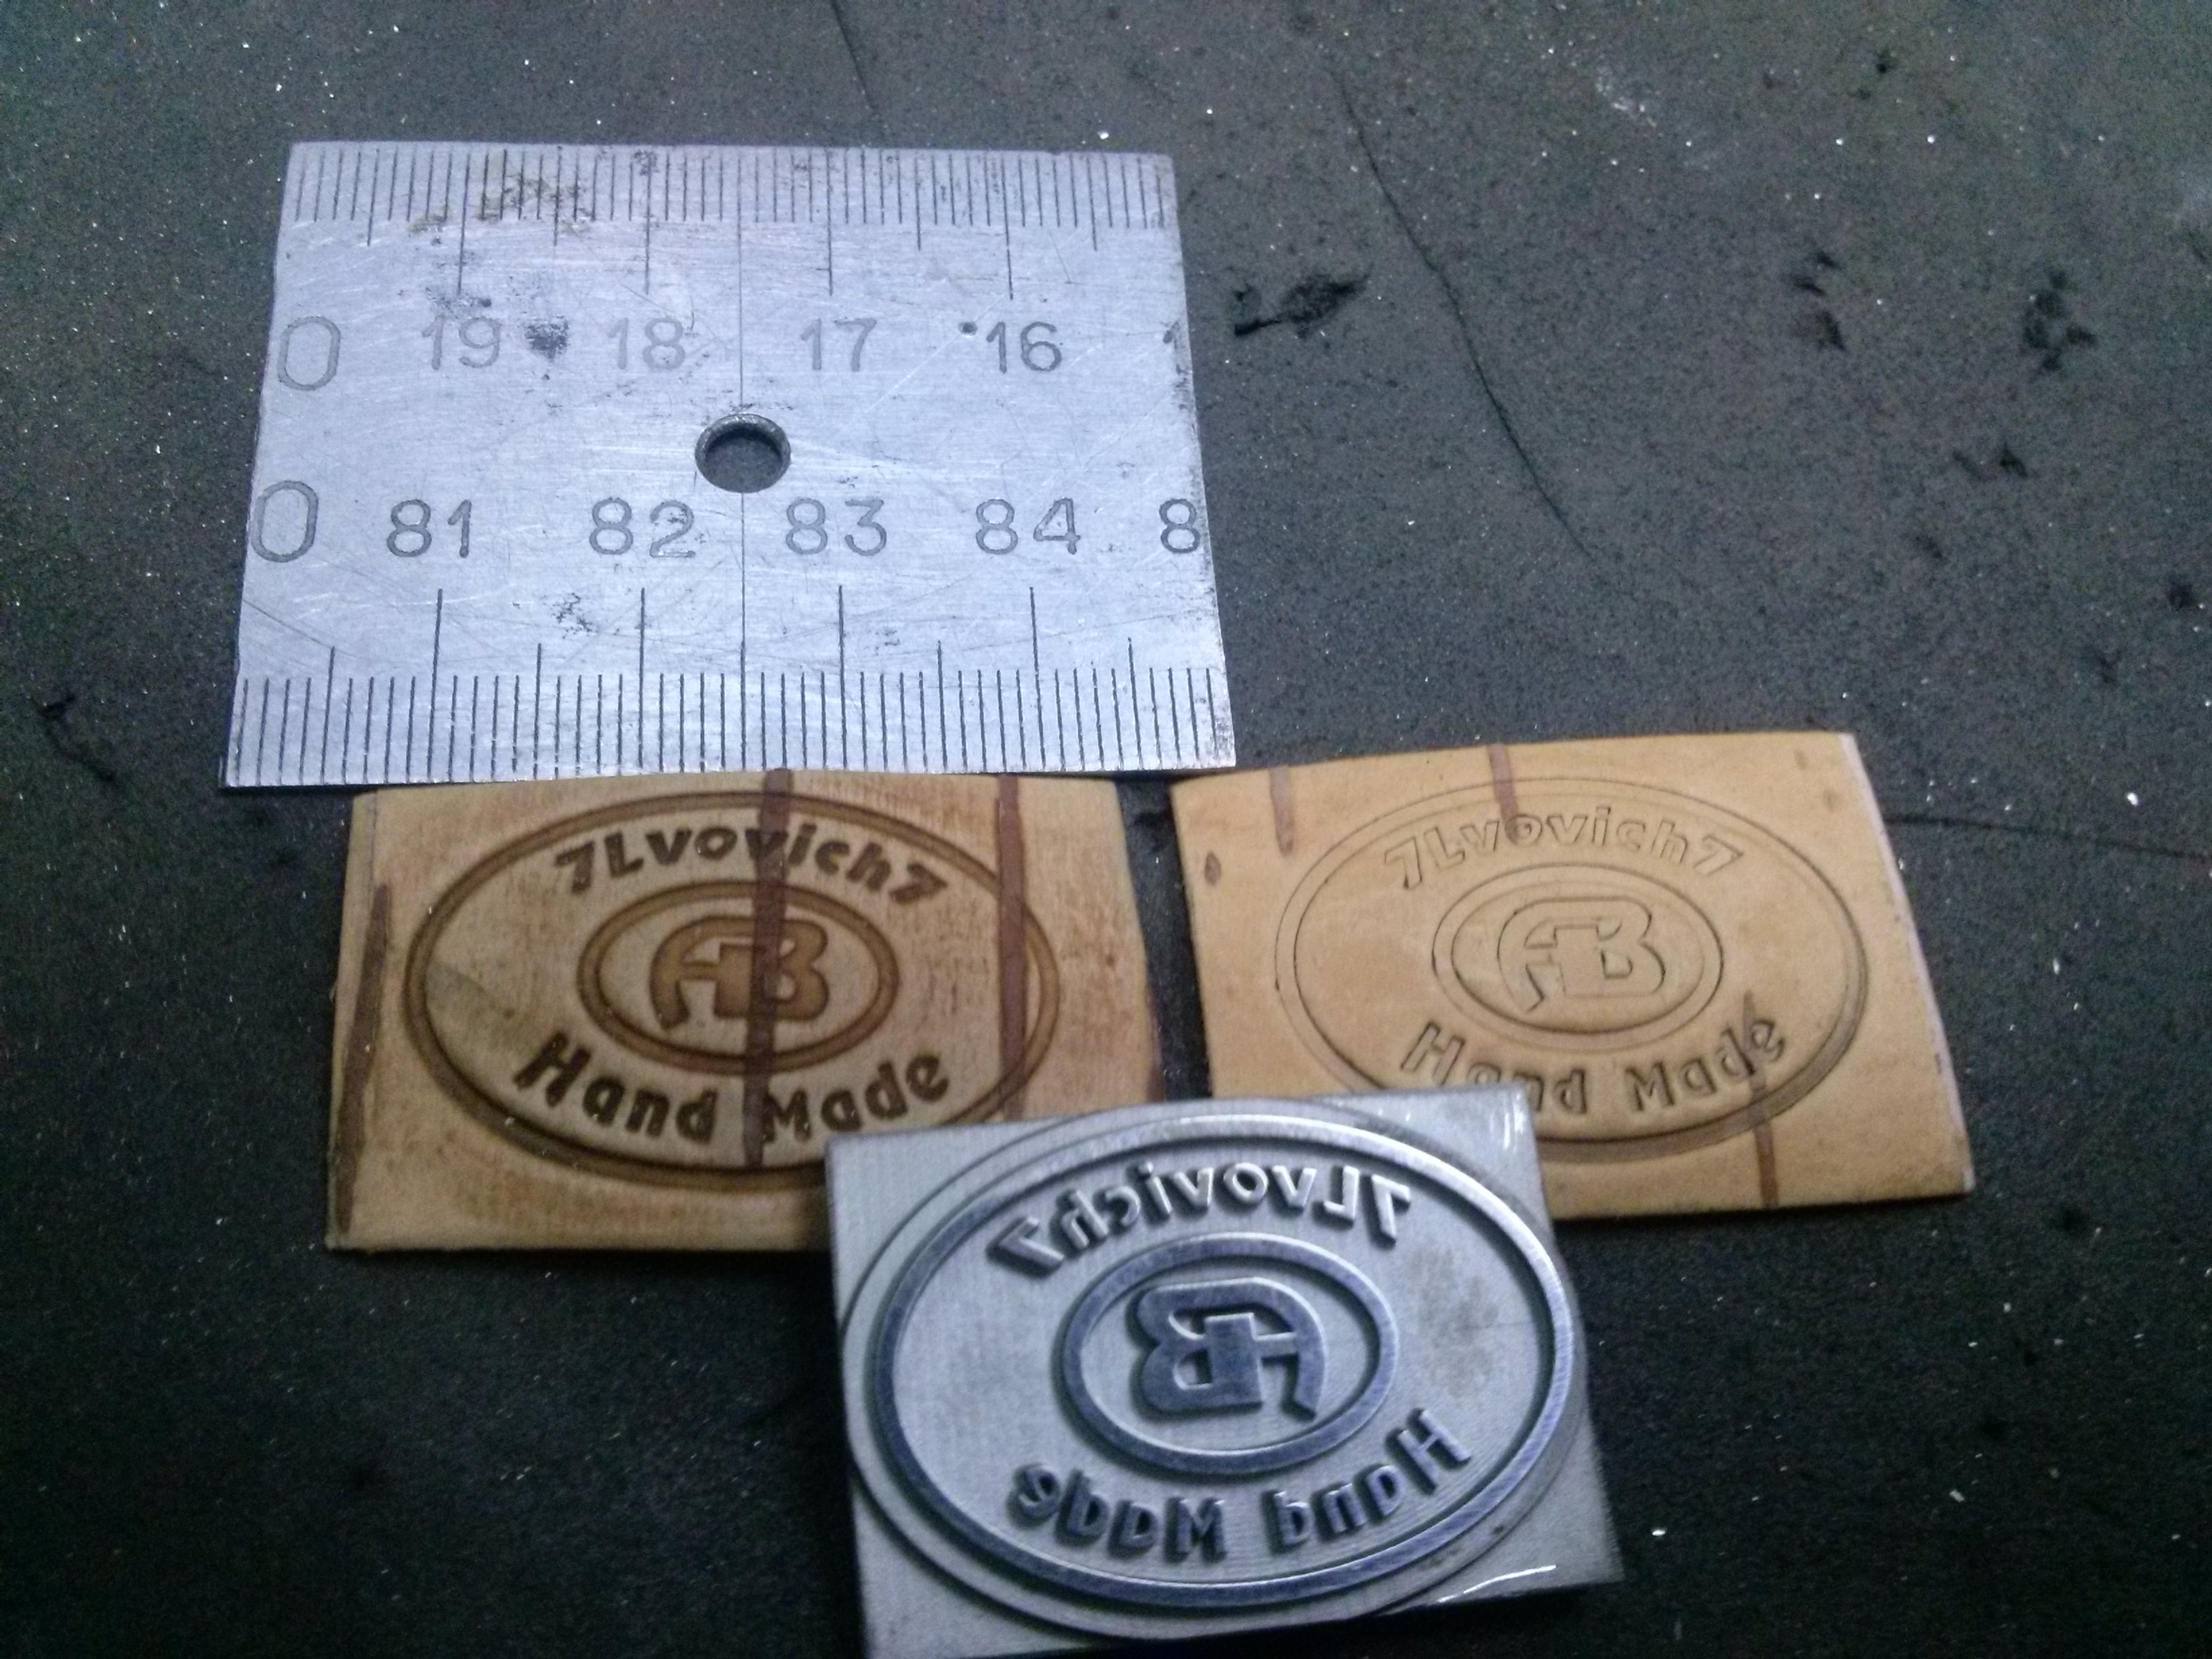 0 19 18 17 16 1
0 81 82 83 84 8
7Lvovich7
AB
Hand Made
7Lvovich7
AB
Hand Made
7Lvovich7
AB
Hand Made